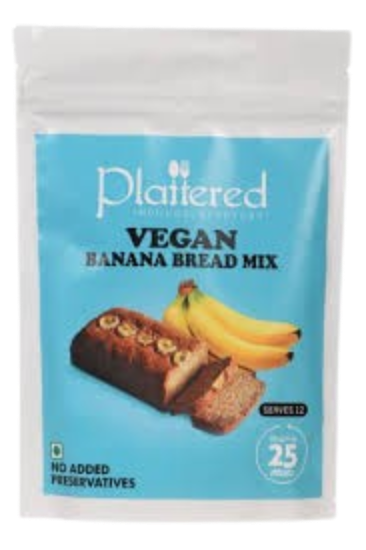 Plattered
VEGAN
BANANA BREAD MIX
SERVES 12
25
NO ADDED
PRESERVATIVES